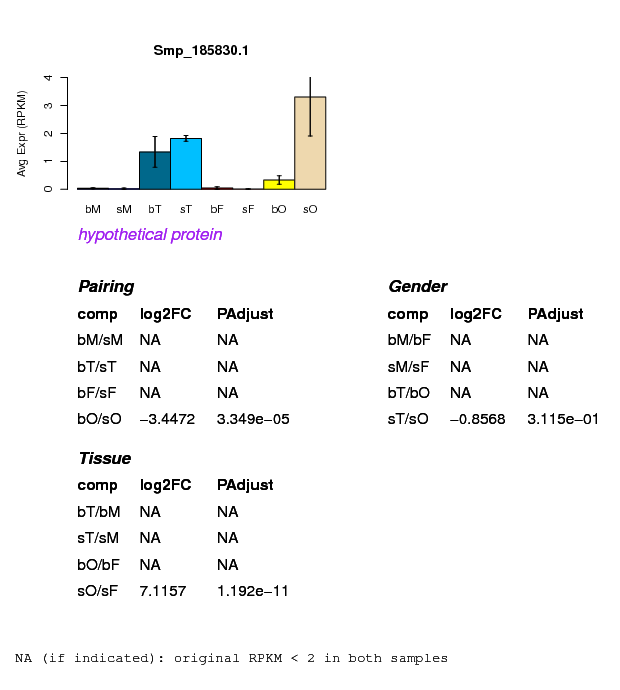 Smp_185830.1
Avg Expr (RPKM)
4
3
2
1
0
bM sM bT sT bF sF bO sO
hypothetical protein
Pairing
comp log2FC PAdjust
bM/sM NA NA
bT/sT NA NA
bF/sF NA NA
bO/sO −3.4472 3.349e−05
Gender
comp log2FC PAdjust
bM/bF NA NA
sM/sF NA NA
bT/bO NA NA
sT/sO −0.8568 3.115e−01
Tissue
comp log2FC PAdjust
bT/bM NA NA
sT/sM NA NA
bO/bF NA NA
sO/sF 7.1157 1.192e−11
NA (if indicated): original RPKM < 2 in both samples